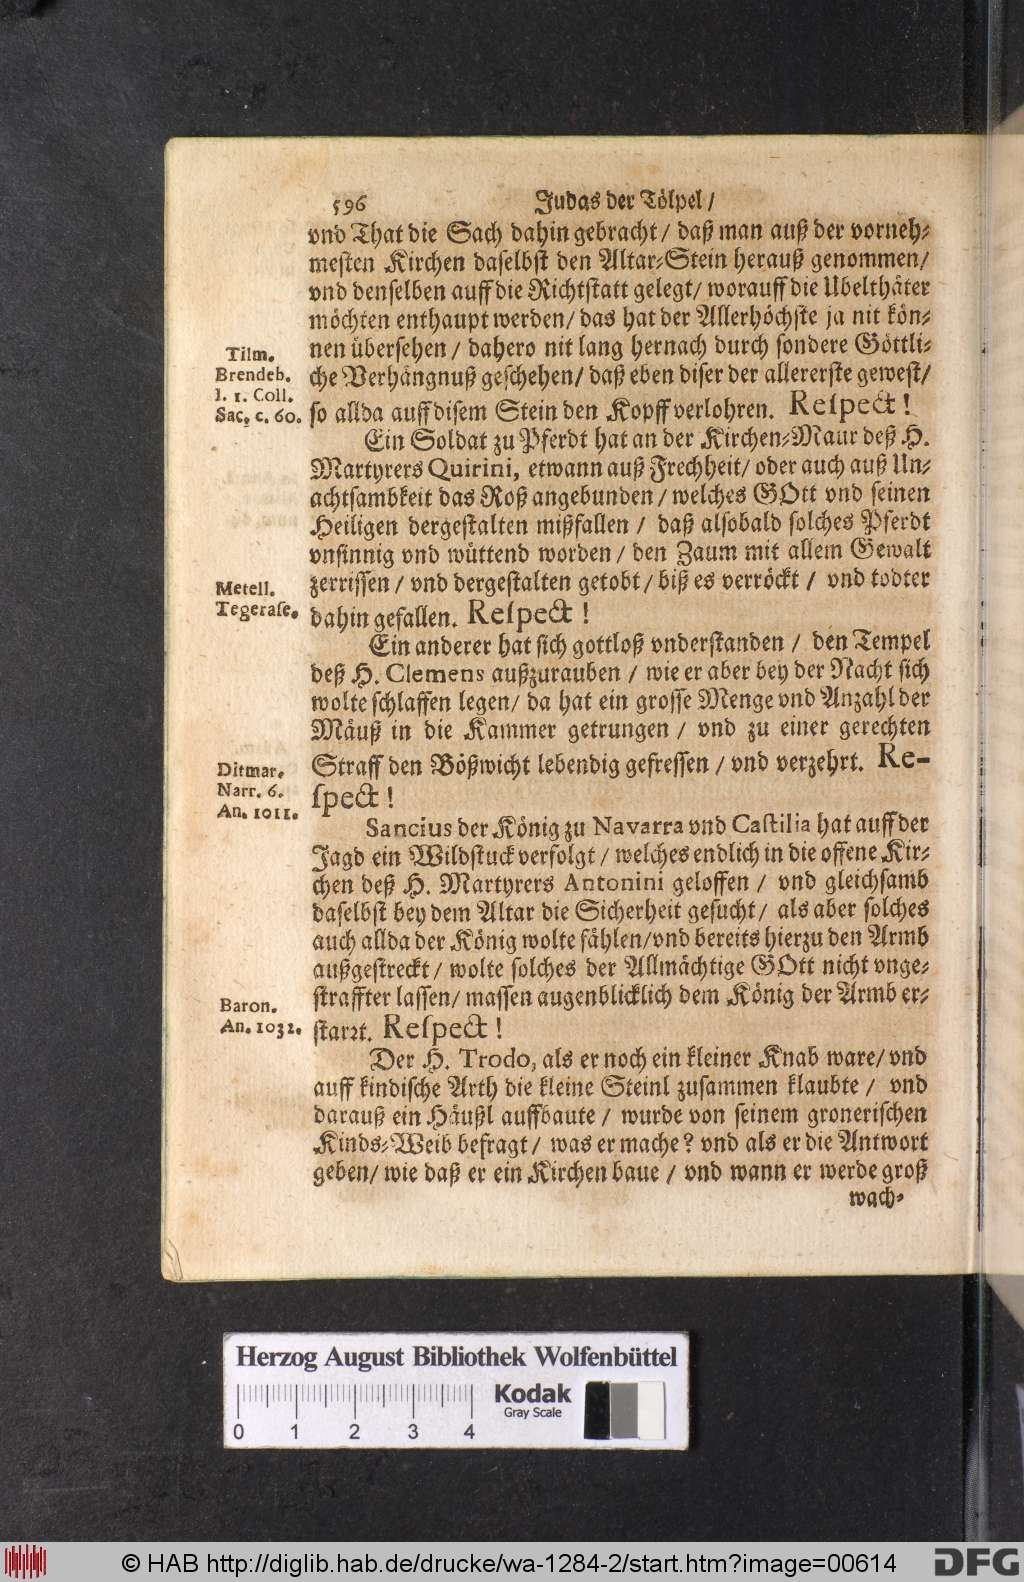 596 Judas der Tölpel /
vnd That die Sach dahin gebracht / daß man auß der vorneh-
mesten Kirchen daselbst den Altar-Stein herauß genommen /
vnd denselben auff die Richtstatt gelegt / worauff die Ubelthäter
möchten enthaupt werden / das hat der Allerhöchste ja nit kön-
nen übersehen / dahero nit lang hernach durch sondere Göttli-
che Verhängnuß geschehen / daß eben diser der allererste gewest /
so allda auff disem Stein den Kopff verlohren. Reſpect !
Tilm.
Brendeb.
l. 1. Coll.
Sac. c. 60.
Ein Soldat zu Pferdt hat an der Kirchen-Maur deß H.
Martyrers Quirini, etwann auß Frechheit / oder auch auß Un-
achtsambkeit das Roß angebunden / welches GOtt vnd seinen
Heiligen dergestalten mißfallen / daß alsobald solches Pferdt
vnsinnig vnd wüttend worden / den Zaum mit allem Gewalt
zerrissen / vnd dergestalten getobt / biß es verröckt / vnd todter
dahin gefallen. Reſpect !
Metell.
Tegeraſe.
Ein anderer hat sich gottloß vnderstanden / den Tempel
deß H. Clemens außzurauben / wie er aber bey der Nacht sich
wolte schlaffen legen / da hat ein grosse Menge vnd Anzahl der
Mäuß in die Kammer getrungen / vnd zu einer gerechten
Straff den Bößwicht lebendig gefressen / vnd verzehrt. Re-
ſpect !
Ditmar.
Narr. 6.
An. 1011.
Sancius der König zu Navarra vnd Caſtilia hat auff der
Jagd ein Wildstuck verfolgt / welches endlich in die offene Kir-
chen deß H. Martyrers Antonini geloffen / vnd gleichsamb
daselbst bey dem Altar die Sicherheit gesucht / als aber solches
auch allda der König wolte fählen / vnd bereits hierzu den Armb
außgestreckt / wolte solches der Allmächtige GOtt nicht vnge-
straffter lassen / massen augenblicklich dem König der Armb er-
starzt. Reſpect !
Baron.
An. 1032.
Der H. Trodo, als er noch ein kleiner Knab ware / vnd
auff kindische Arth die kleine Steinl zusammen klaubte / vnd
darauß ein Häußl auffbaute / wurde von seinem gronerischen
Kinds-Weib befragt / was er mache? vnd als er die Antwort
geben / wie daß er ein Kirchen baue / vnd wann er werde groß
wach-
Herzog August Bibliothek Wolfenbüttel
Kodak
Gray Scale
0 1 2 3 4
© HAB http://diglib.hab.de/drucke/wa-1284-2/start.htm?image=00614
DFG